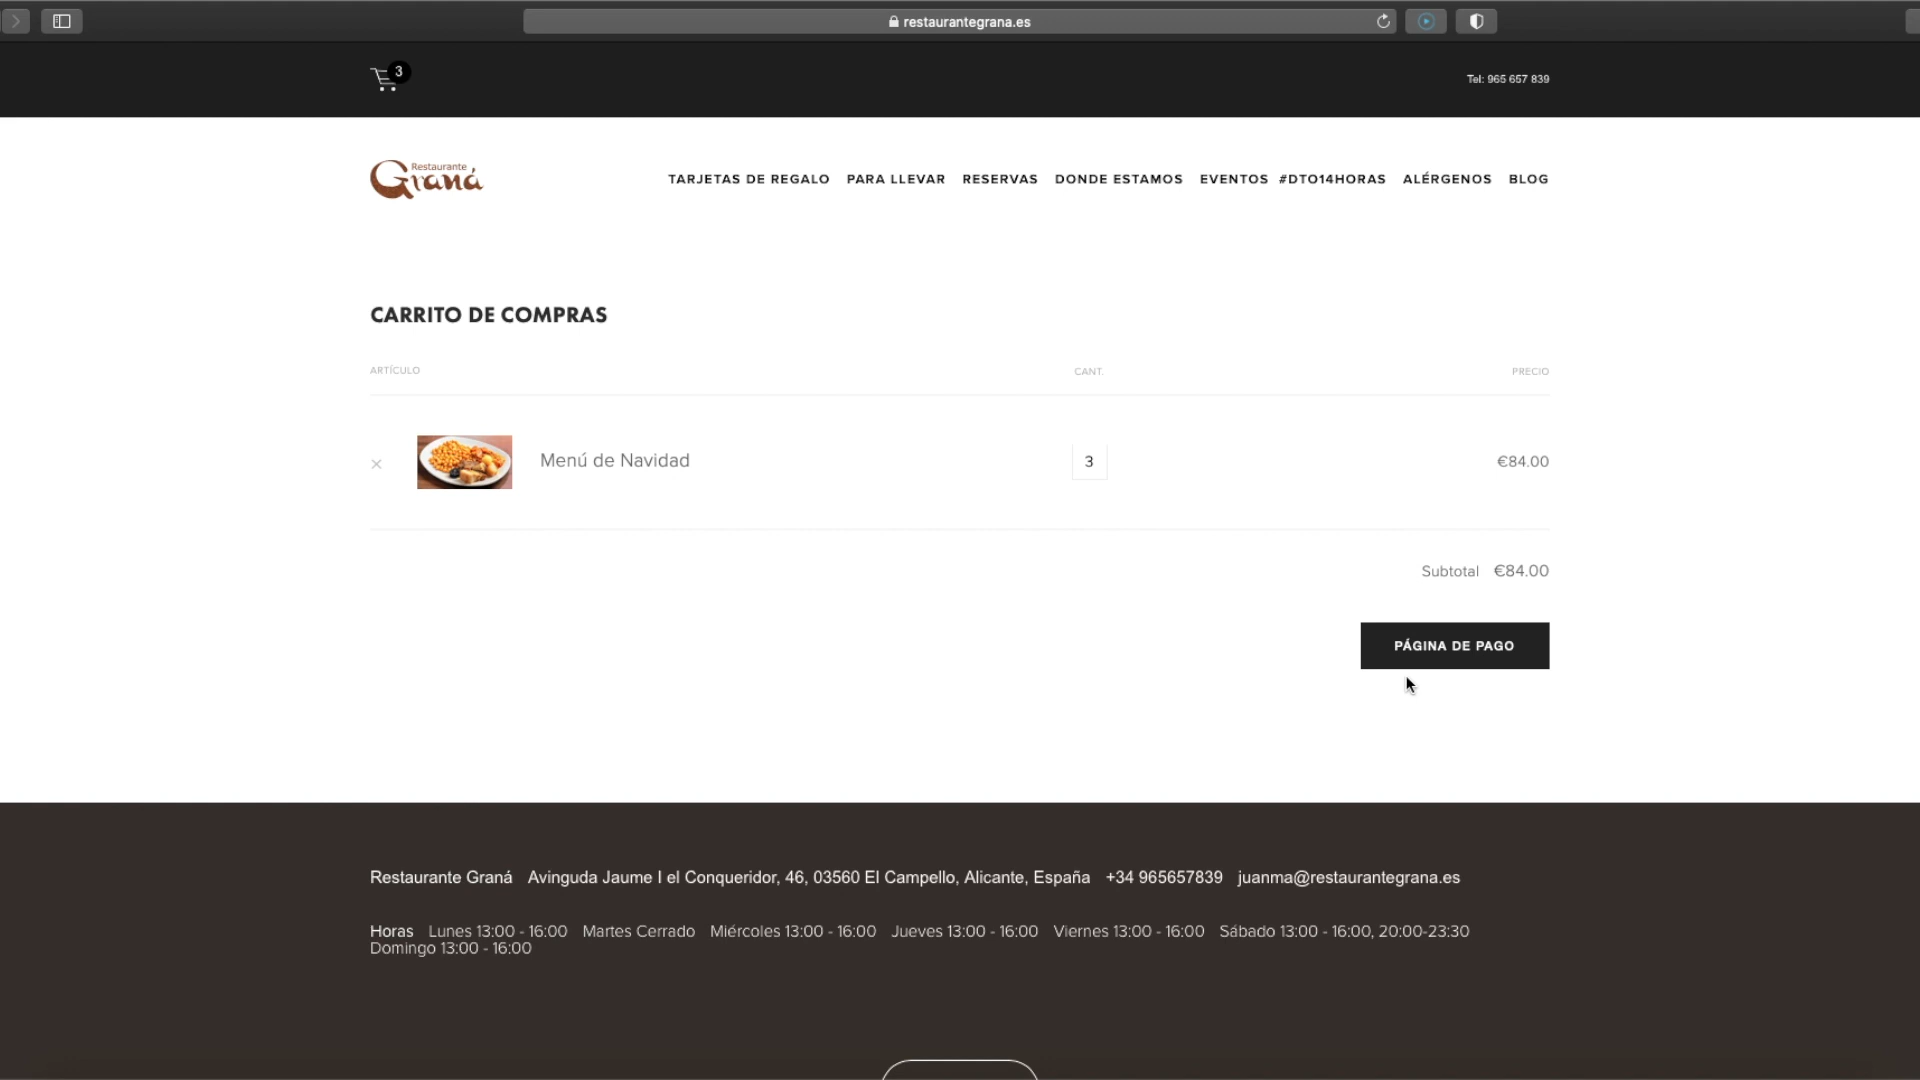 restaurantegrana.es
3
Tel: 965 657 839
Restaurante
Graná
TARJETAS DE REGALO PARA LLEVAR RESERVAS DONDE ESTAMOS EVENTOS #DTO14HORAS ALÉRGENOS BLOG
CARRITO DE COMPRAS
ARTÍCULO CANT. PRECIO
Menú de Navidad 3 €84.00
Subtotal €84.00
PÁGINA DE PAGO
Restaurante Graná Avinguda Jaume I el Conqueridor, 46, 03560 El Campello, Alicante, España +34 965657839 juanma@restaurantegrana.es
Horas Lunes 13:00 - 16:00 Martes Cerrado Miércoles 13:00 - 16:00 Jueves 13:00 - 16:00 Viernes 13:00 - 16:00 Sábado 13:00 - 16:00, 20:00-23:30
Domingo 13:00 - 16:00